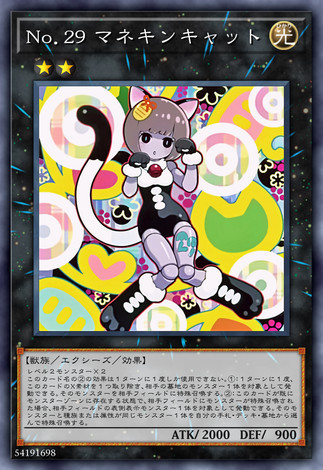 No.29 マネキンキャット
光
【獣族/エクシーズ/効果】
レベル2モンスター×2
このカード名の②の効果は1ターンに1度しか使用できない。①:1ターンに1度、
このカードのX素材を1つ取り除き、相手の墓地のモンスター1体を対象として発動
できる。そのモンスターを相手フィールドに特殊召喚する。②:このカードが既に
モンスターゾーンに存在する状態で、相手フィールドにモンスターが特殊召喚され
た場合、相手フィールドの表側表示モンスター1体を対象として発動できる。そのモン
スターと種族または属性が同じモンスター1体を自分の手札・デッキ・墓地から選
んで特殊召喚する。
ATK/2000 DEF/ 900
54191698